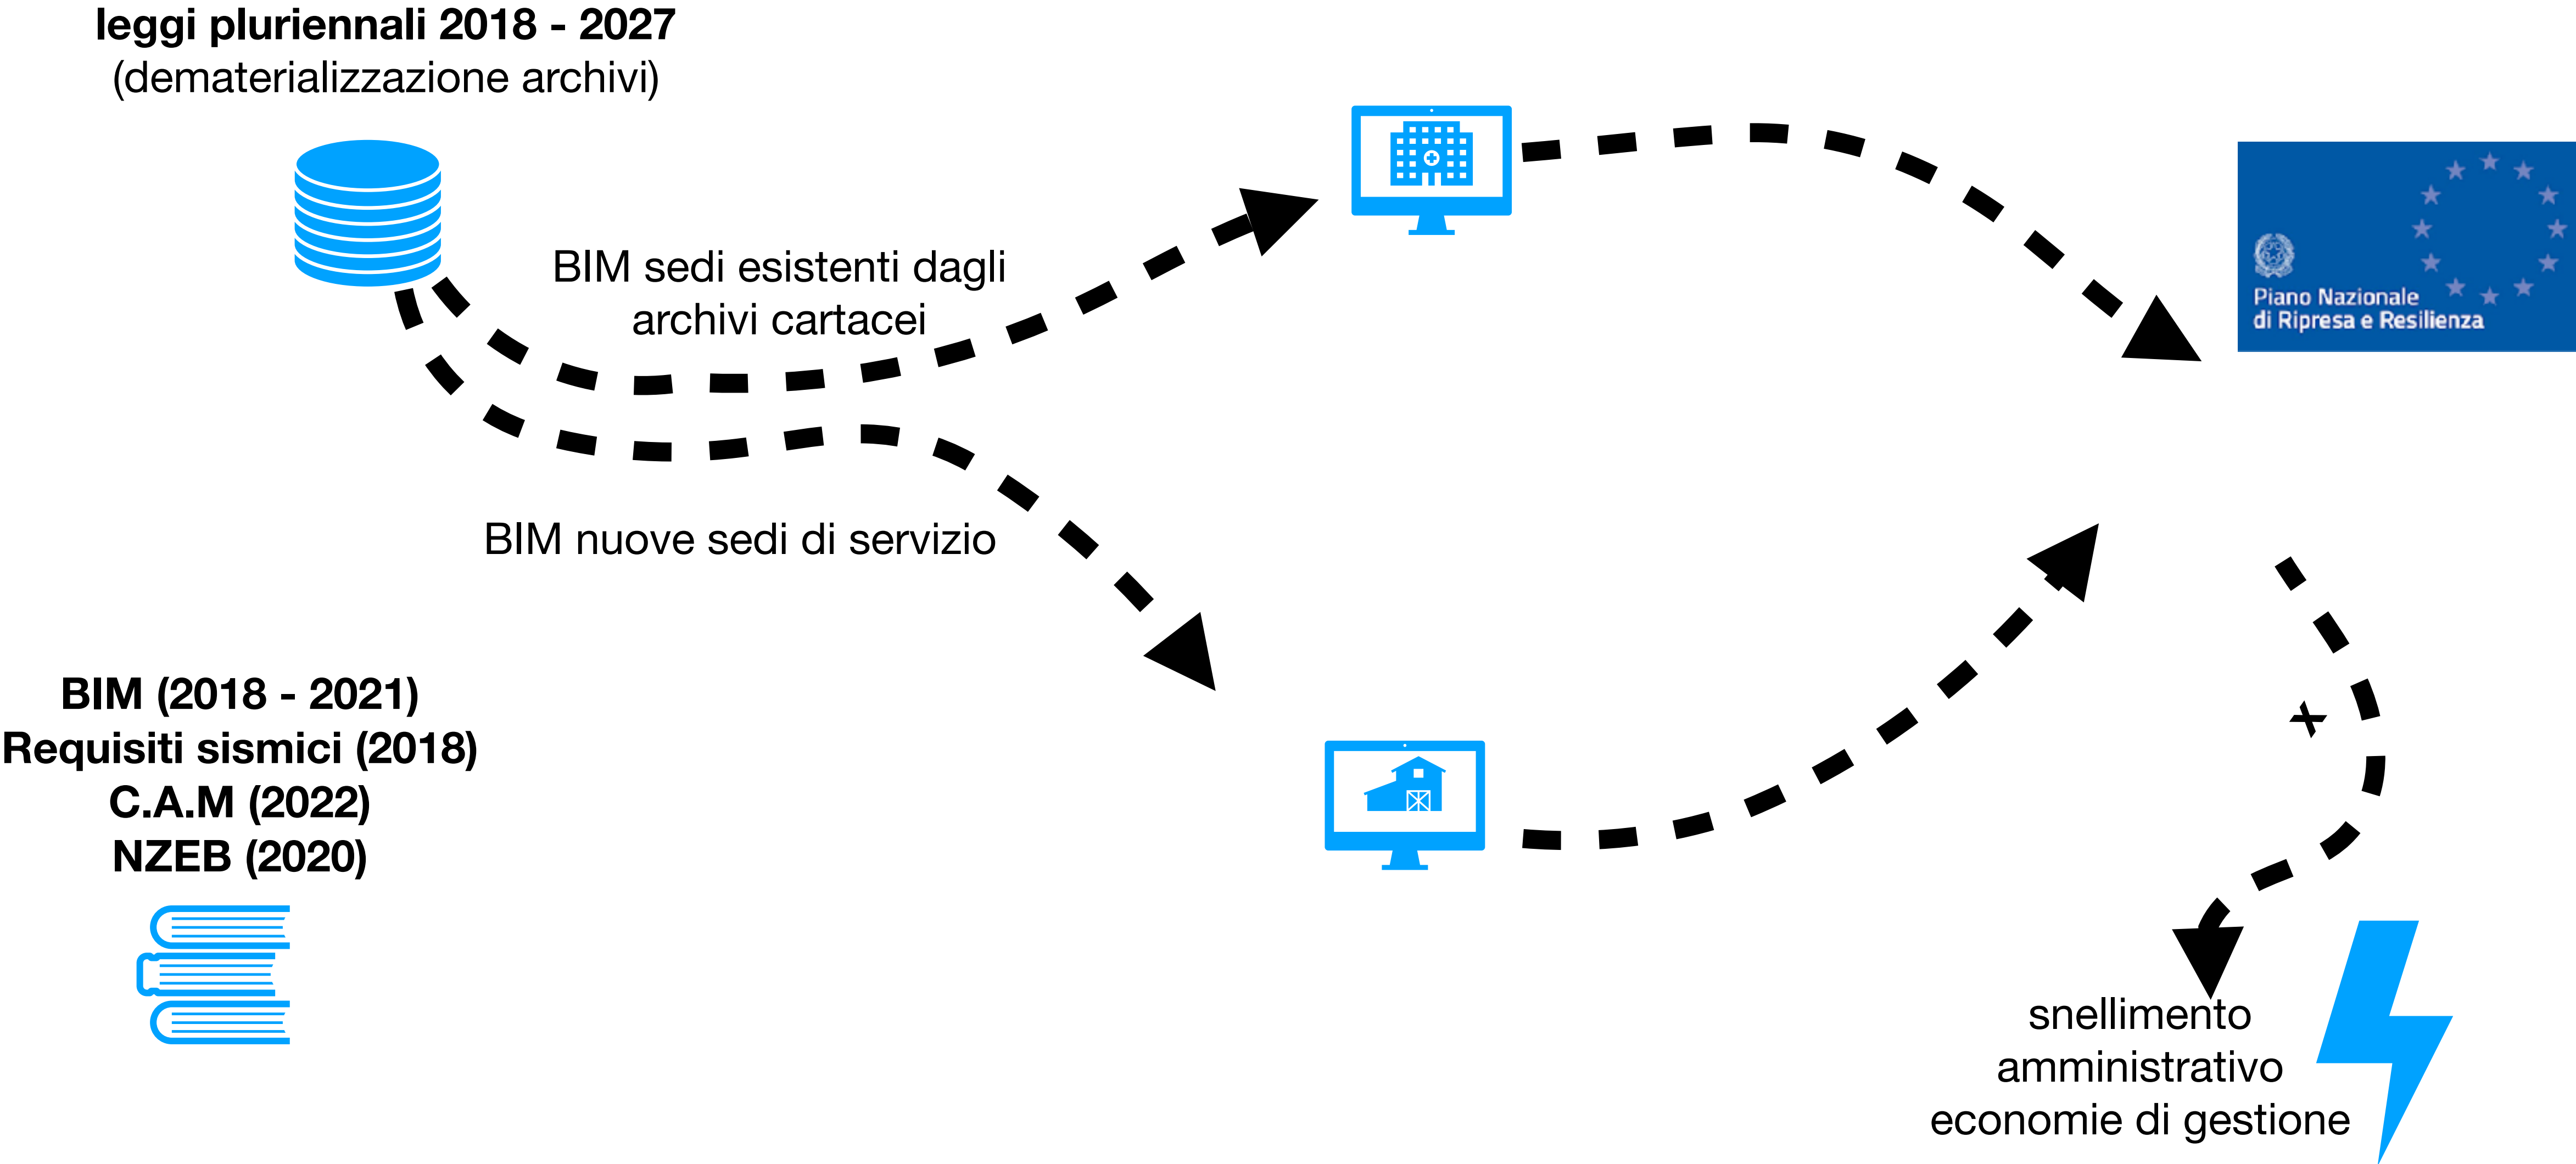 leggi pluriennali 2018 - 2027
(dematerializzazione archivi)
BIM sedi esistenti dagli
archivi cartacei
Piano Nazionale
di Ripresa e Resilienza
BIM nuove sedi di servizio
BIM (2018 - 2021)
Requisiti sismici (2018)
C.A.M (2022)
NZEB (2020)
x
snellimento
amministrativo
economie di gestione